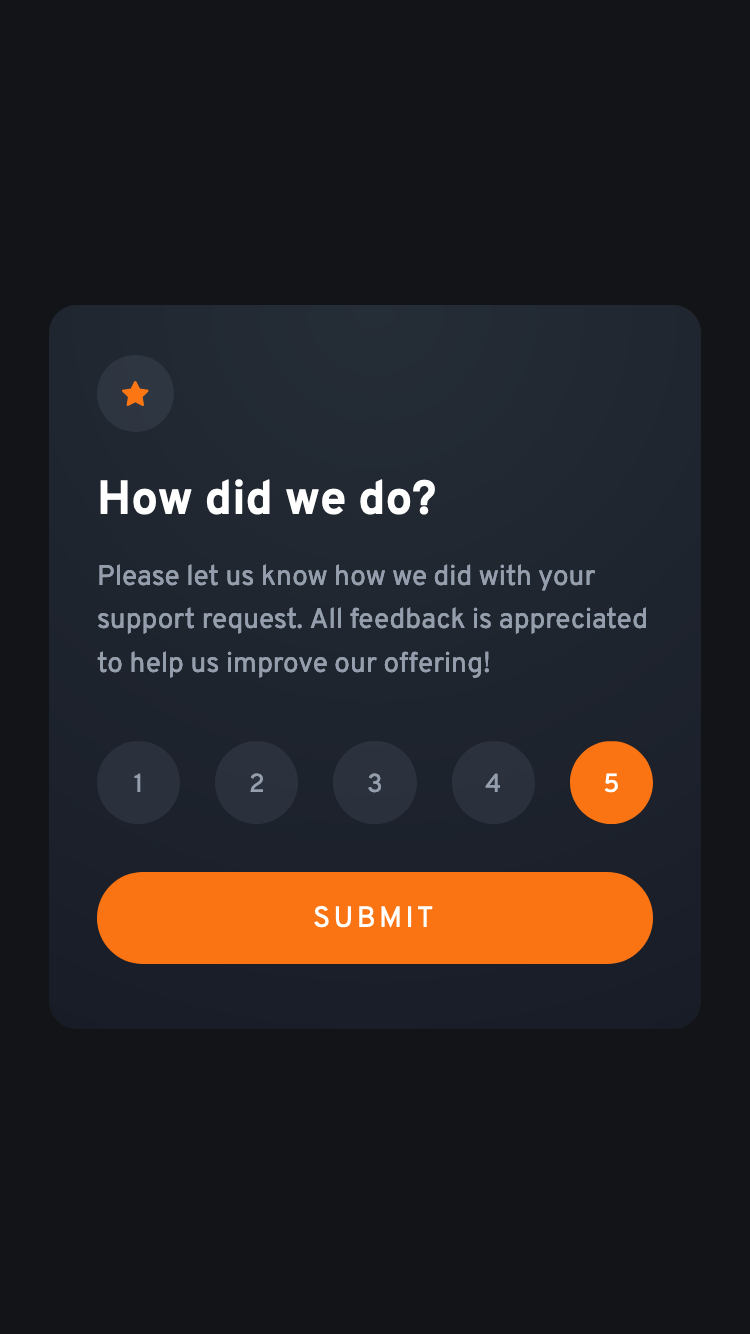 How did we do?
Please let us know how we did with your
support request. All feedback is appreciated
to help us improve our offering!
1 2 3 4 5
SUBMIT